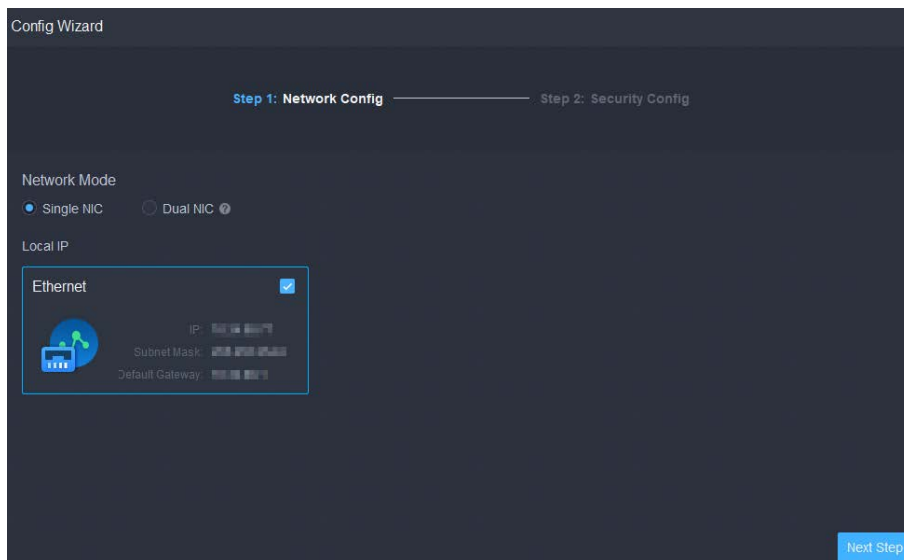 Config Wizard
Step 1: Network Config Step 2: Security Config
Network Mode
Single NIC Dual NIC
Local IP
Ethernet
IP:
Subnet Mask:
Default Gateway:
Next Step